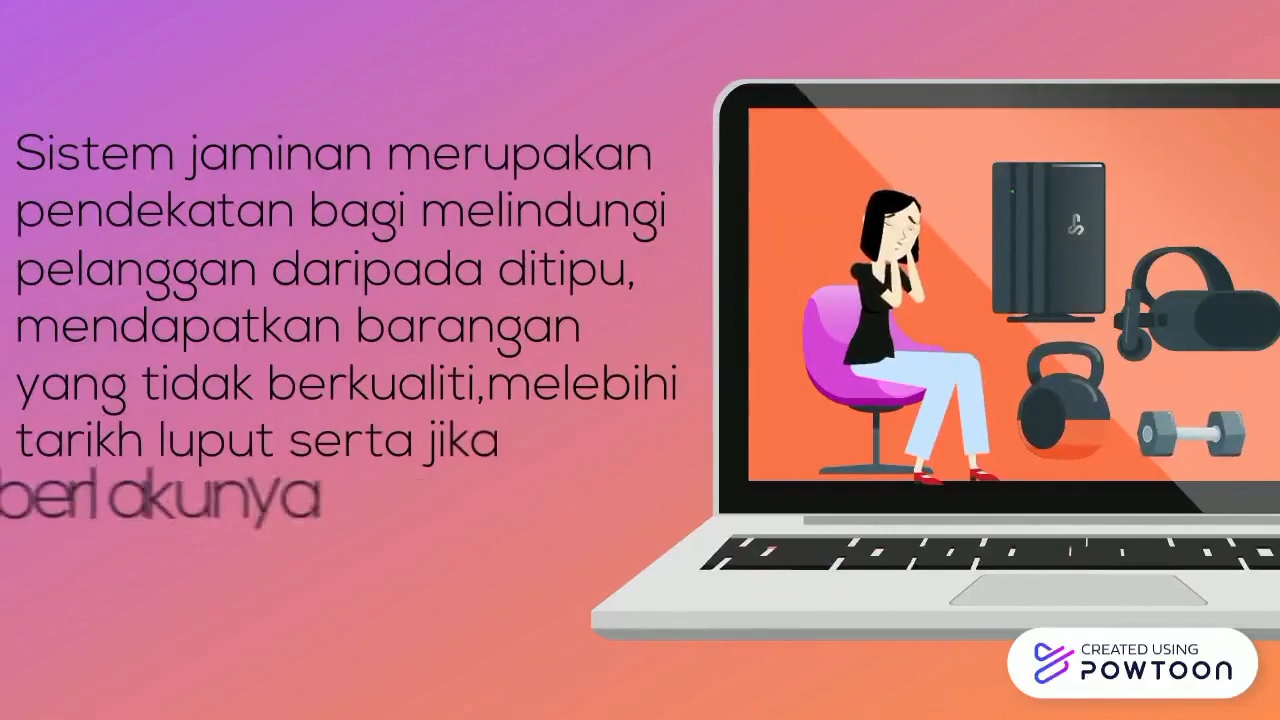 Sistem jaminan merupakan
pendekatan bagi melindungi
pelanggan daripada ditipu,
mendapatkan barangan
yang tidak berkualiti,melebihi
tarikh luput serta jika
berlakunya
CREATED USING
POWTOON